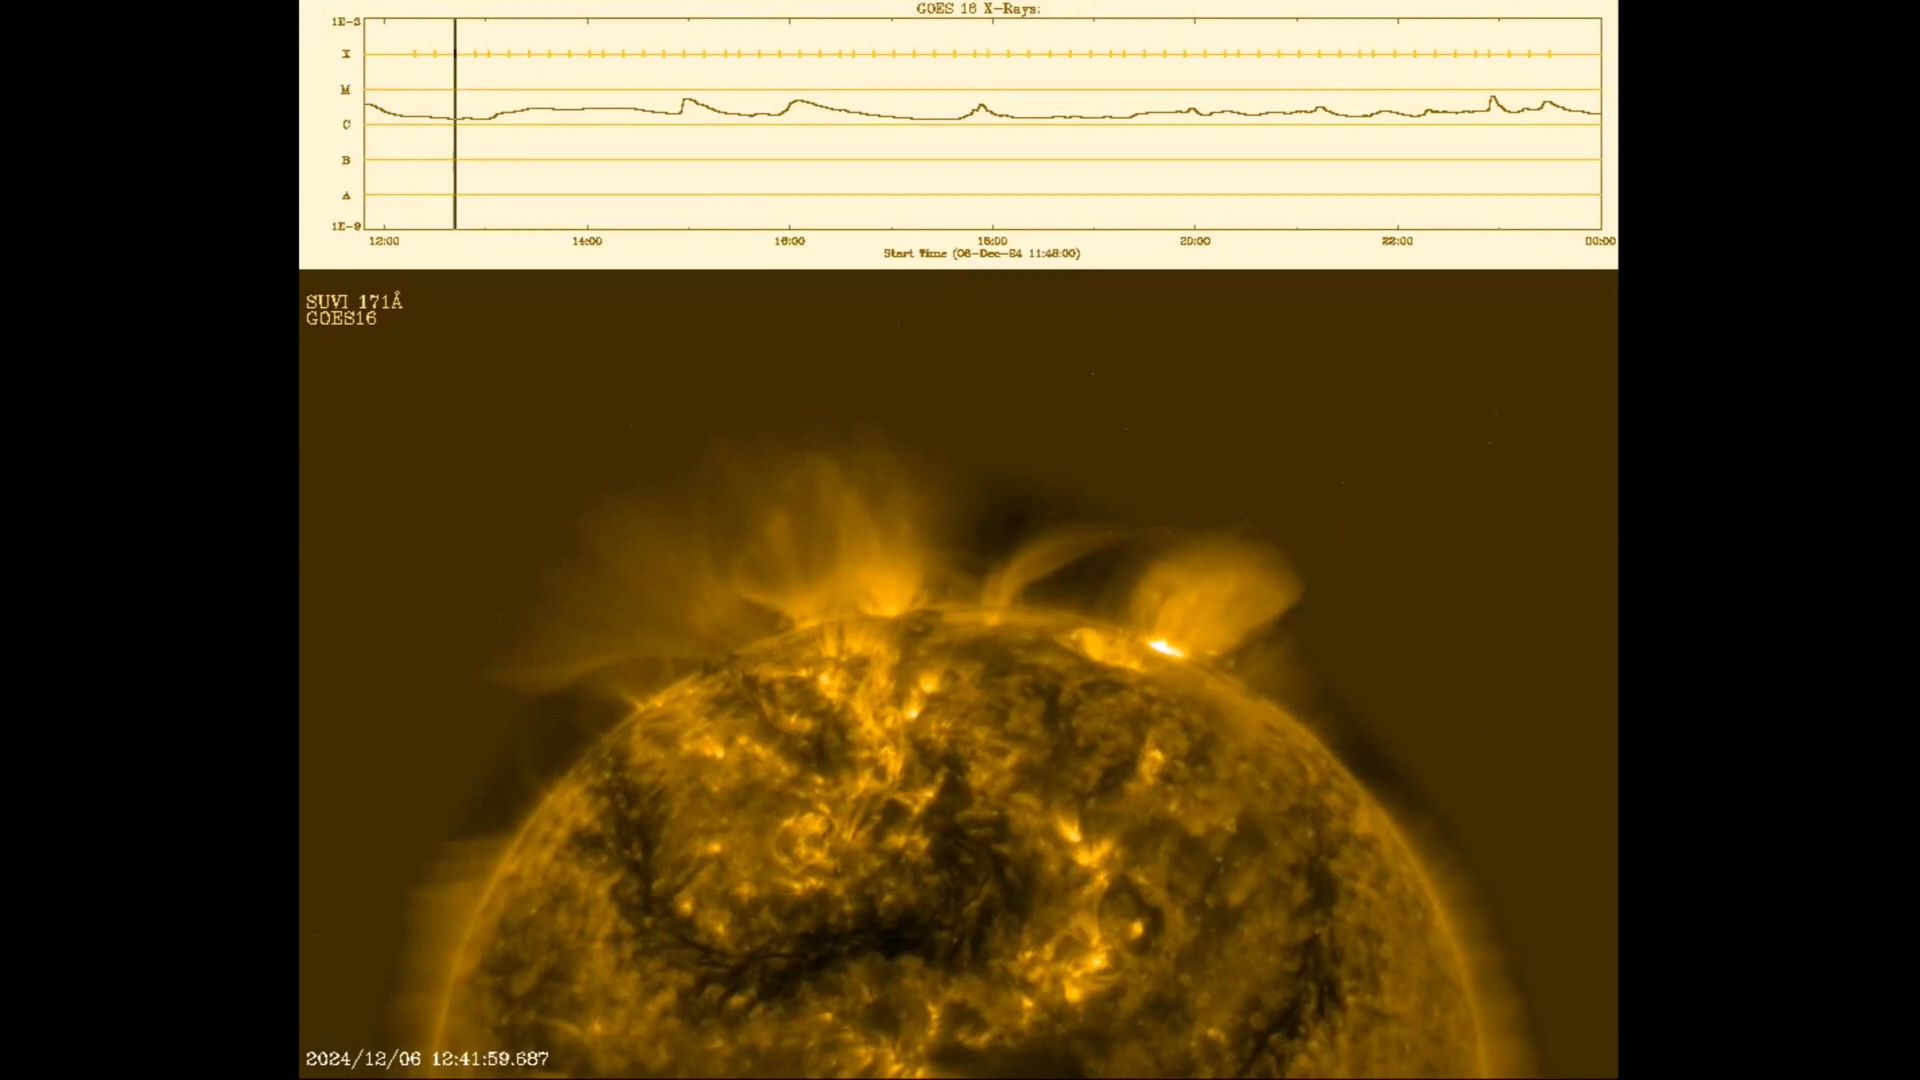 GOES 16 X-Rays:
1E-3
X
M
C
B
A
1E-9
12:00 14:00 16:00 18:00 20:00 22:00 00:00
Start Time (06-Dec-24 11:48:00)
SUVI 171Å
GOES16
2024/12/06 12:41:59.687